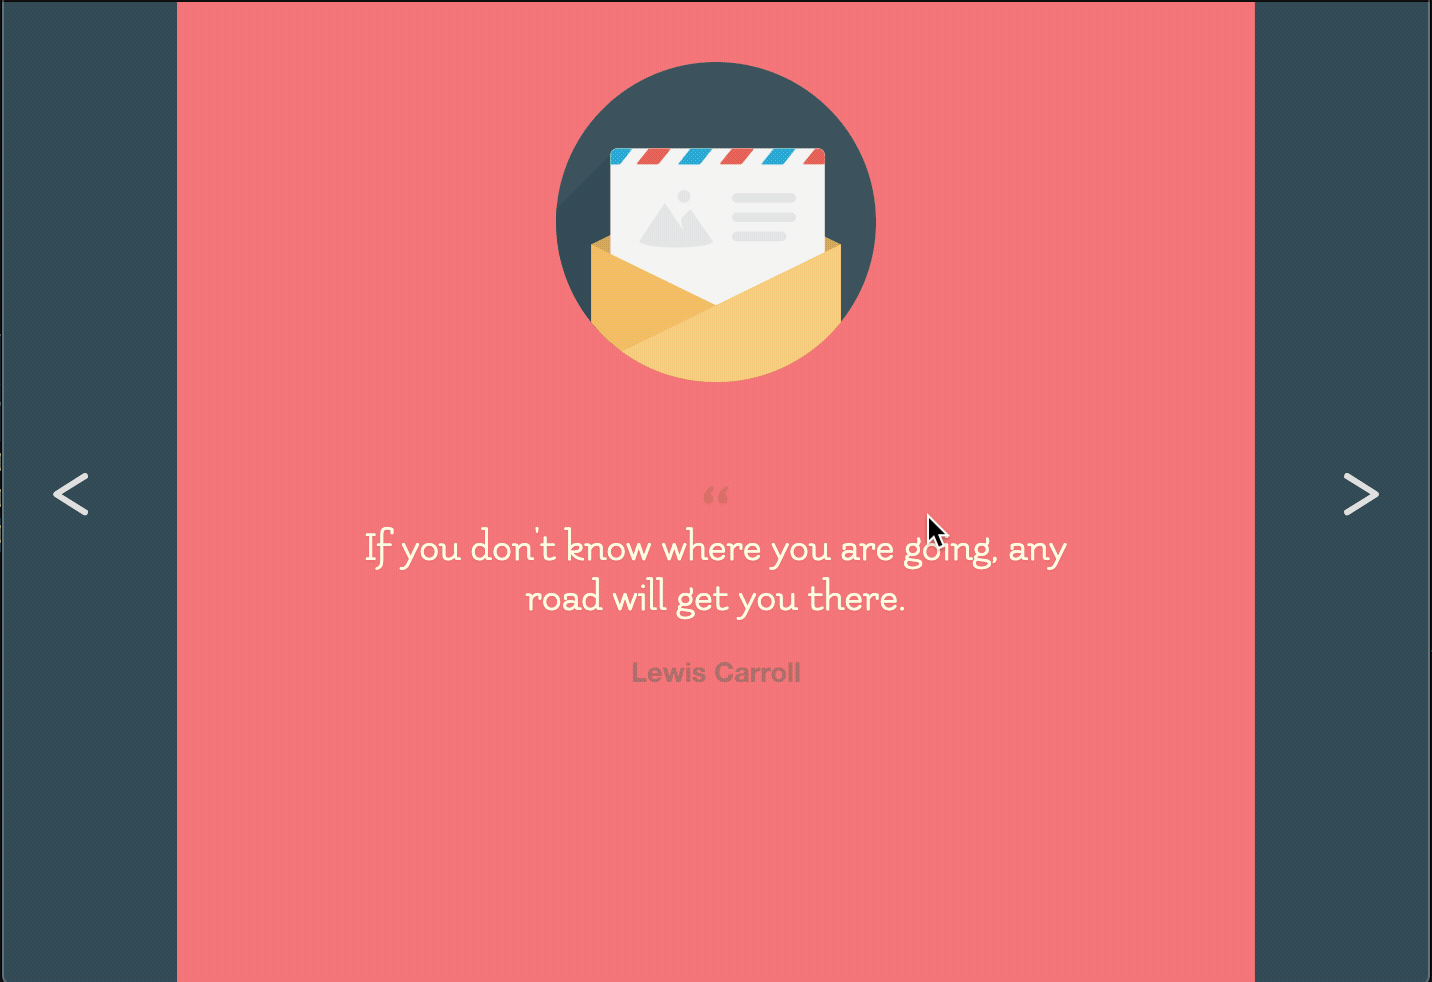 “
If you don't know where you are going, any
road will get you there.
Lewis Carroll